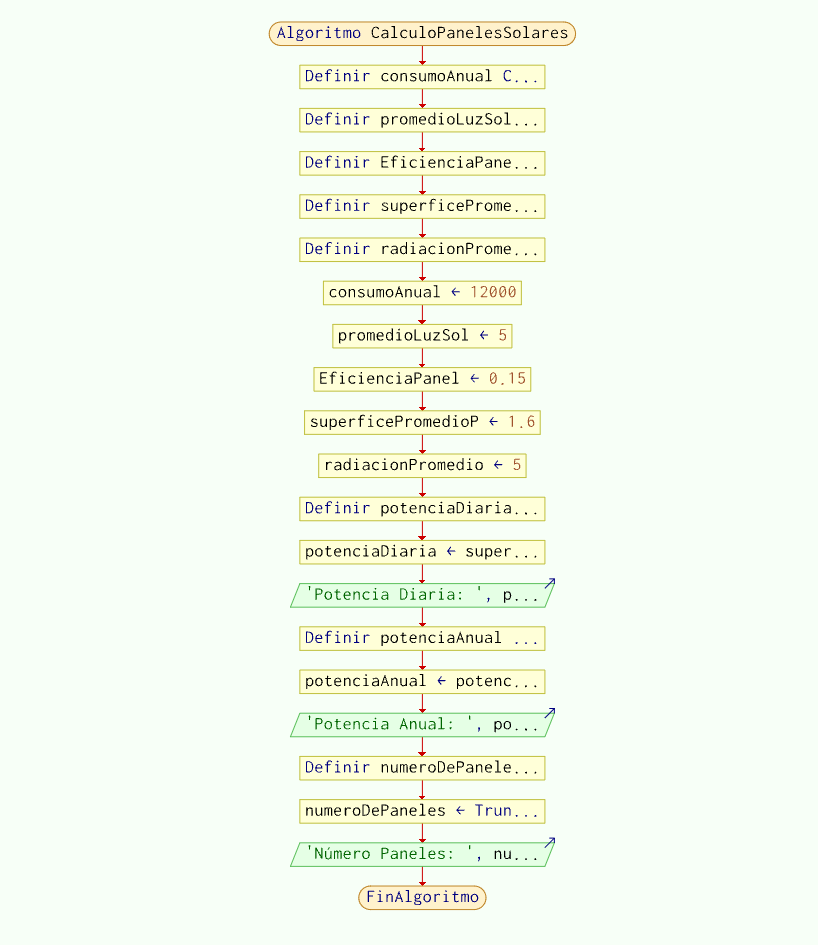 Algoritmo CalculoPanelesSolares
Definir consumoAnual C...
Definir promedioLuzSol...
Definir EficienciaPane...
Definir superficeProme...
Definir radiacionProme...
consumoAnual ← 12000
promedioLuzSol ← 5
EficienciaPanel ← 0.15
superficePromedioP ← 1.6
radiacionPromedio ← 5
Definir potenciaDiaria...
potenciaDiaria ← super...
'Potencia Diaria: ', p...
Definir potenciaAnual ...
potenciaAnual ← potenc...
'Potencia Anual: ', po...
Definir numeroDePanele...
numeroDePaneles ← Trun...
'Número Paneles: ', nu...
FinAlgoritmo